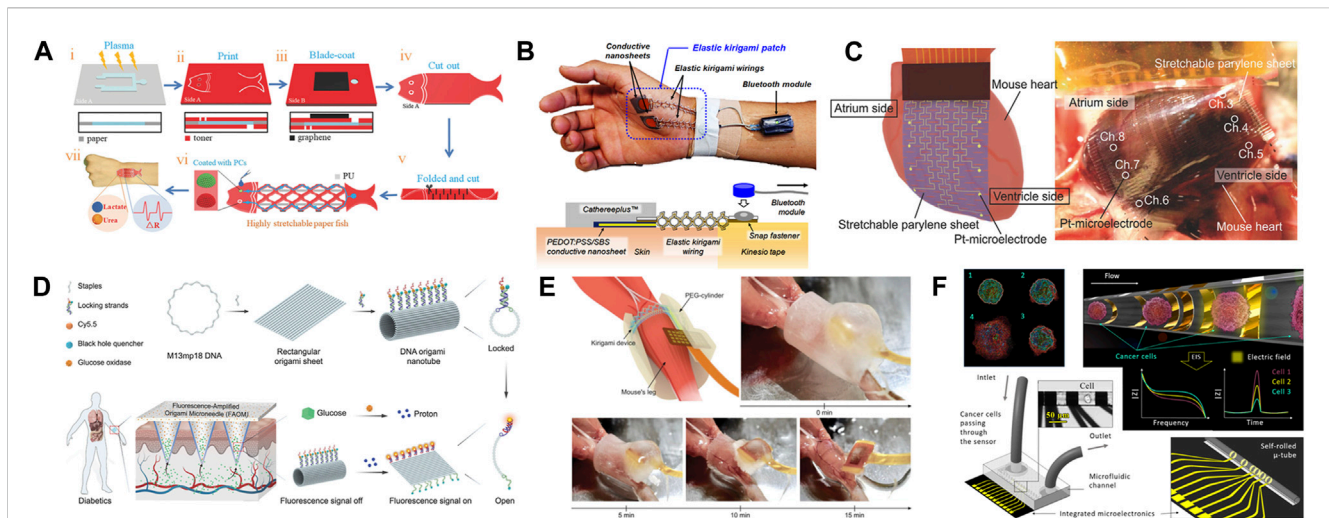 A
i
Plasma
Side A
paper
ii
Print
Side A
toner
iii
Blade-coat
Side B
graphene
iv
Cut out
Side A
v
Folded and cut
vi
Coated with PCs
PU
Highly stretchable paper fish
vii
Lactate
Urea
ΔR
B
Conductive
nanosheets
Elastic kirigami patch
Elastic kirigami wirings
Bluetooth module
Cathereeplus™
Bluetooth
module
PEDOT:PSS/SBS
conductive nanosheet
Skin
Elastic kirigami
wiring
Snap fastener
Kinesio tape
C
Atrium side
Mouse heart
Ventricle side
Stretchable parylene sheet
Pt-microelectrode
Stretchable parylene sheet
Atrium side
Ch.3
Ch.4
Ch.8
Ch.5
Ch.7
Ventricle side
Ch.6
Pt-microelectrode
Mouse heart
D
Staples
Locking strands
Cy5.5
Black hole quencher
Glucose oxidase
M13mp18 DNA
Rectangular
origami sheet
DNA origami
nanotube
Locked
Fluorescence-Amplified
Origami Microneedle (FAOM)
Glucose
Proton
Diabetics
Fluorescence signal off
Fluorescence signal on
Open
E
PEG-cylinder
Kirigami device
Mouse's leg
0 min
5 min
10 min
15 min
F
1
2
4
3
Flow
Cancer cells
EIS
Electric field
Cell 1
Cell 2
Cell 3
|Z|
Frequency
|Z|
Time
Intlet
Cancer cells
passing
through
the sensor
Cell
50 μm
Outlet
Microfluidic
channel
Self-rolled
μ-tube
Integrated microelectronics